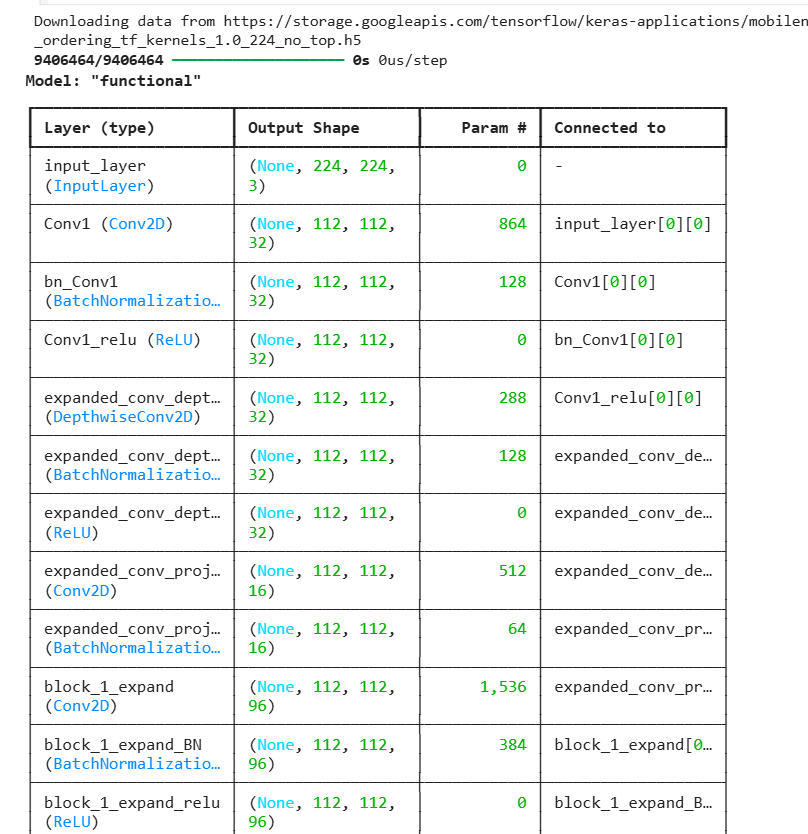 Downloading data from https://storage.googleapis.com/tensorflow/keras-applications/mobilen
_ordering_tf_kernels_1.0_224_no_top.h5
9406464/9406464 ━━━━━━━━━━━━━━━━━━━━ 0s 0us/step
Model: "functional"
Layer (type) Output Shape Param # Connected to
input_layer (None, 224, 224, 0 -
(InputLayer) 3)
Conv1 (Conv2D) (None, 112, 112, 864 input_layer[0][0]
32)
bn_Conv1 (None, 112, 112, 128 Conv1[0][0]
(BatchNormalizatio… 32)
Conv1_relu (ReLU) (None, 112, 112, 0 bn_Conv1[0][0]
32)
expanded_conv_dept… (None, 112, 112, 288 Conv1_relu[0][0]
(DepthwiseConv2D) 32)
expanded_conv_dept… (None, 112, 112, 128 expanded_conv_de…
(BatchNormalizatio… 32)
expanded_conv_dept… (None, 112, 112, 0 expanded_conv_de…
(ReLU) 32)
expanded_conv_proj… (None, 112, 112, 512 expanded_conv_de…
(Conv2D) 16)
expanded_conv_proj… (None, 112, 112, 64 expanded_conv_pr…
(BatchNormalizatio… 16)
block_1_expand (None, 112, 112, 1,536 expanded_conv_pr…
(Conv2D) 96)
block_1_expand_BN (None, 112, 112, 384 block_1_expand[0…
(BatchNormalizatio… 96)
block_1_expand_relu (None, 112, 112, 0 block_1_expand_B…
(ReLU) 96)